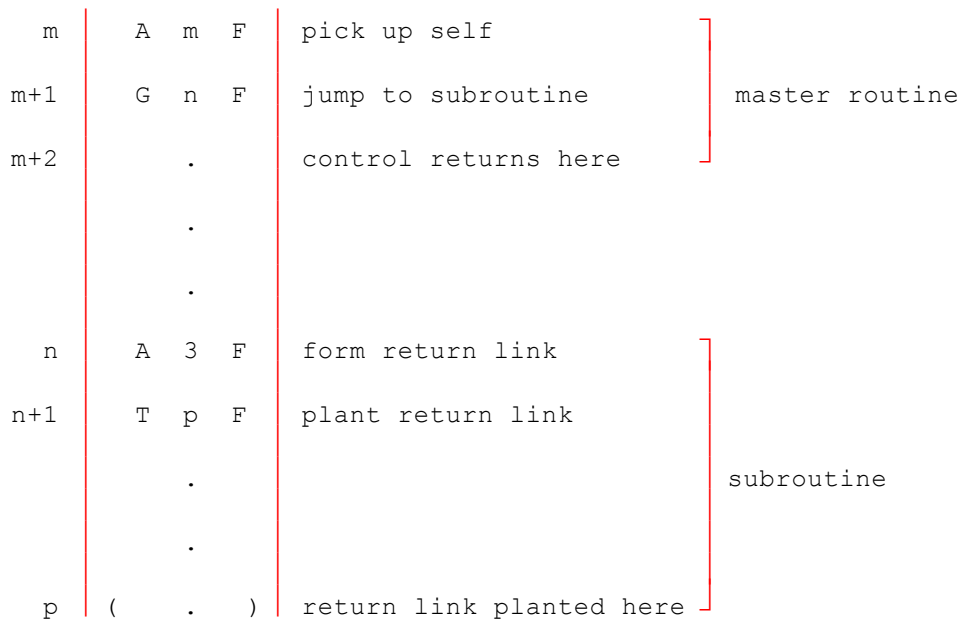 m A m F pick up self
m+1 G n F jump to subroutine master routine
m+2 . control returns here
.
.
n A 3 F form return link
n+1 T p F plant return link
. subroutine
.
p ( . ) return link planted here